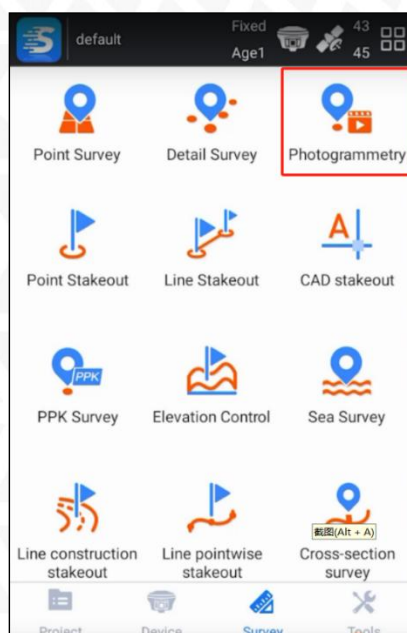 default
Fixed
Age1
43
45
Point Survey
Detail Survey
Photogrammetry
Point Stakeout
Line Stakeout
CAD stakeout
PPK
PPK Survey
Elevation Control
Sea Survey
截图(Alt + A)
Line construction
stakeout
Line pointwise
stakeout
Cross-section
survey
Project
Device
Survey
Tools